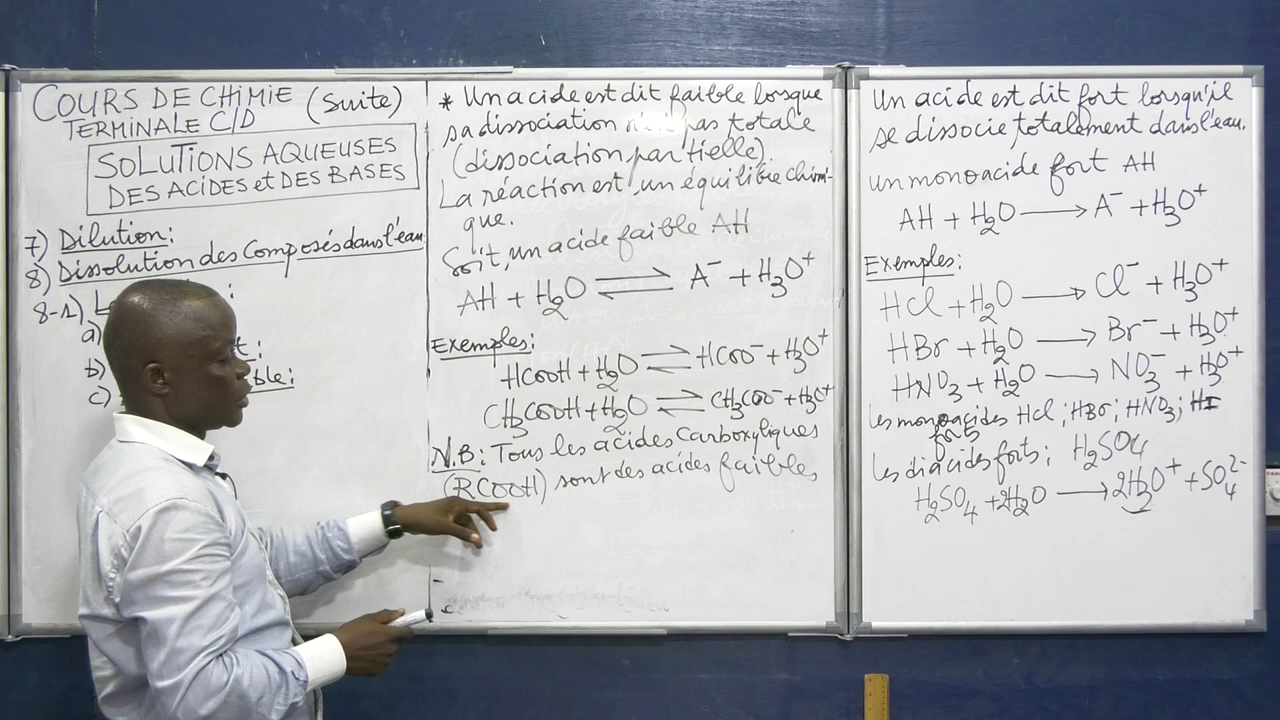 COURS DE CHIMIE (Suite)
TERMINALE C/D
SOLUTIONS AQUEUSES
DES ACIDES et DES BASES
7) Dilution:
8) Dissolution des composés dans l'eau
8-1) L :
a) t:
b)
c) ble:
* Un acide est dit faible lorsque
sa dissociation n'est pas totale
(dissociation partielle).
La réaction est un équilibre chimi-
que.
Soit, un acide faible AH
AH + H₂O ⇌ A⁻ + H₃O⁺
Exemples:
HCOOH + H₂O ⇌ HCOO⁻ + H₃O⁺
CH₃COOH + H₂O ⇌ CH₃COO⁻ + H₃O⁺
N.B: Tous les acides carboxyliques
(RCOOH) sont des acides faibles
Un acide est dit fort lorsqu'il
se dissocie totalement dans l'eau.
un monoacide fort AH
AH + H₂O ⟶ A⁻ + H₃O⁺
Exemples:
HCl + H₂O ⟶ Cl⁻ + H₃O⁺
HBr + H₂O ⟶ Br⁻ + H₃O⁺
HNO₃ + H₂O ⟶ NO₃⁻ + H₃O⁺
les monoacides HCl ; HBr ; HNO₃ ; HI
forts
les diacides forts ; H₂SO₄
H₂SO₄ + 2H₂O ⟶ 2H₃O⁺ + SO₄²⁻